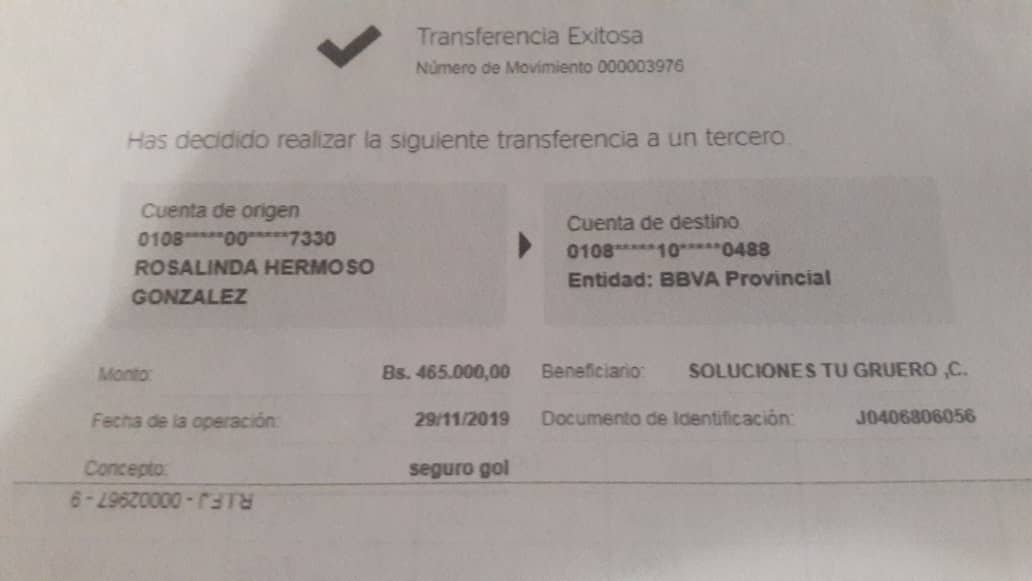 Transferencia Exitosa
Número de Movimiento 000003976
Has decidido realizar la siguiente transferencia a un tercero.
Cuenta de origen
0108*****00*****7330
ROSALINDA HERMOSO
GONZALEZ
Cuenta de destino
0108*****10*****0488
Entidad: BBVA Provincial
Monto: Bs. 465.000,00
Beneficiario: SOLUCIONES TU GRUERO ,C.
Fecha de la operación: 29/11/2019
Documento de Identificación: J0406806056
Concepto: seguro gol
R.I.F.J - 00002967 - 9